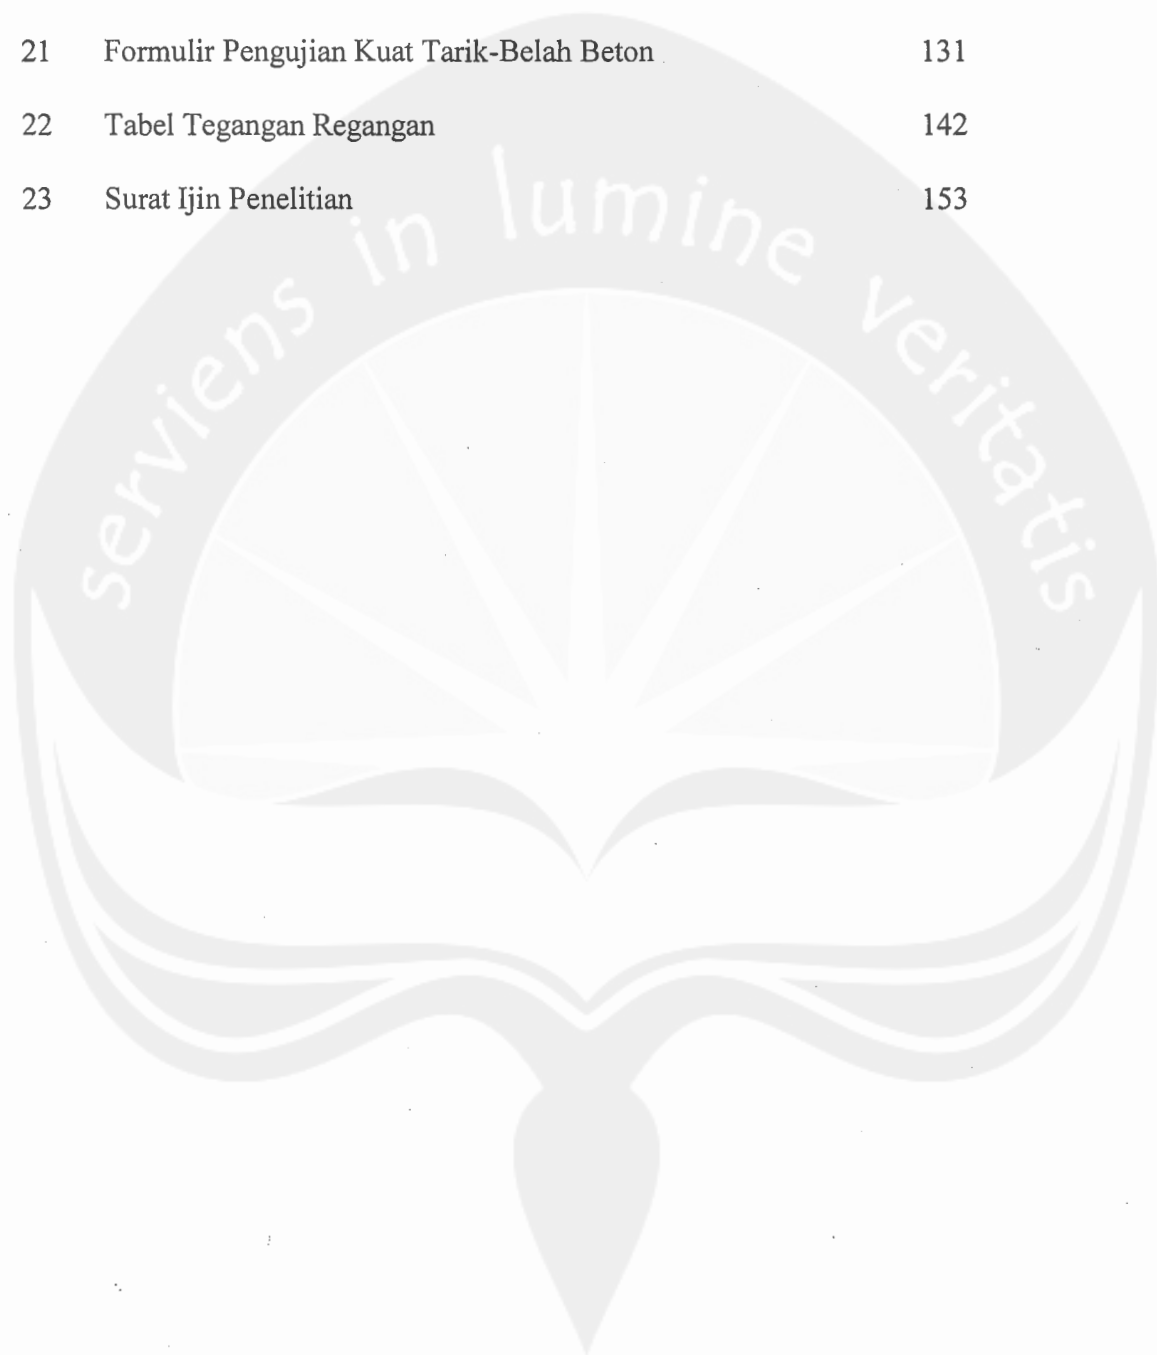 21 Formulir Pengujian Kuat Tarik-Belah Beton 131
22 Tabel Tegangan Regangan 142
23 Surat Ijin Penelitian 153
serviens in lumine veritatis